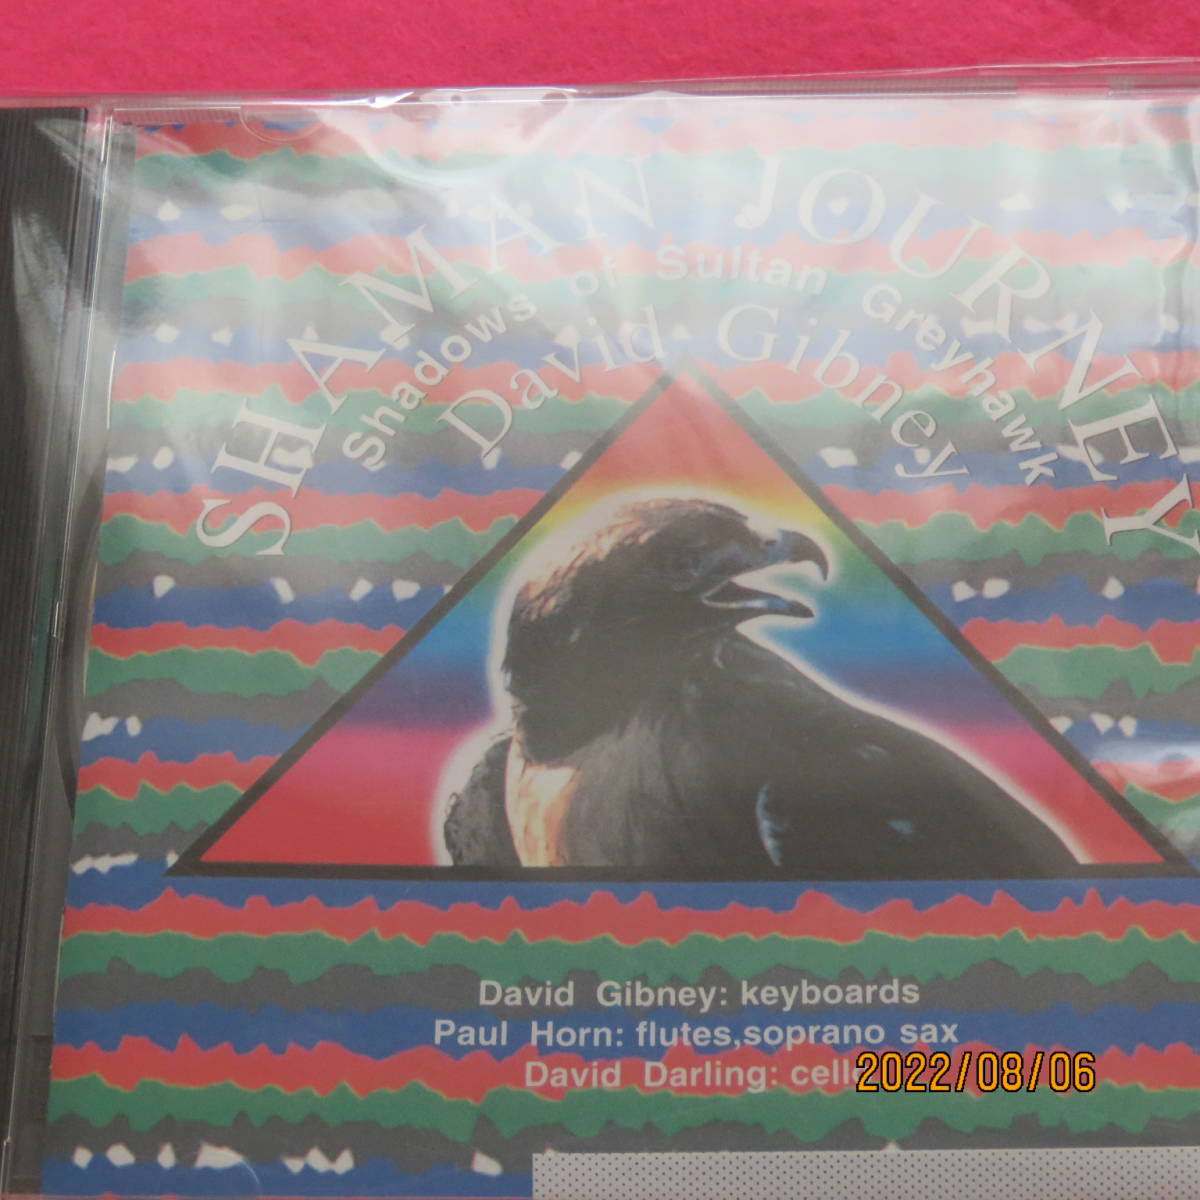 SHAMAN JOURNEY
Shadows of Sultan Greyhawk
David Gibney
David Gibney: keyboards
Paul Horn: flutes,soprano sax
David Darling: cello
2022/08/06